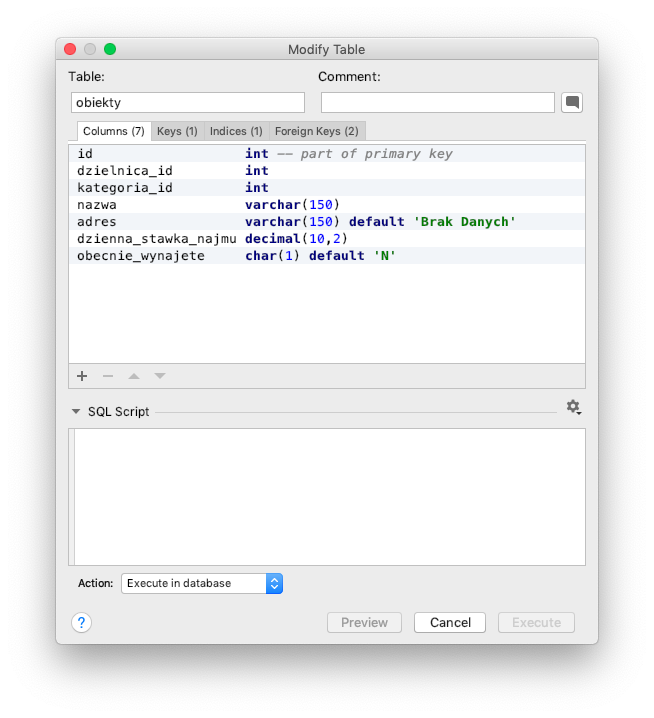 Modify Table
Table: Comment:
obiekty
Columns (7) Keys (1) Indices (1) Foreign Keys (2)
id int -- part of primary key
dzielnica_id int
kategoria_id int
nazwa varchar(150)
adres varchar(150) default 'Brak Danych'
dzienna_stawka_najmu decimal(10,2)
obecnie_wynajete char(1) default 'N'
SQL Script
Action: Execute in database
? Preview Cancel Execute